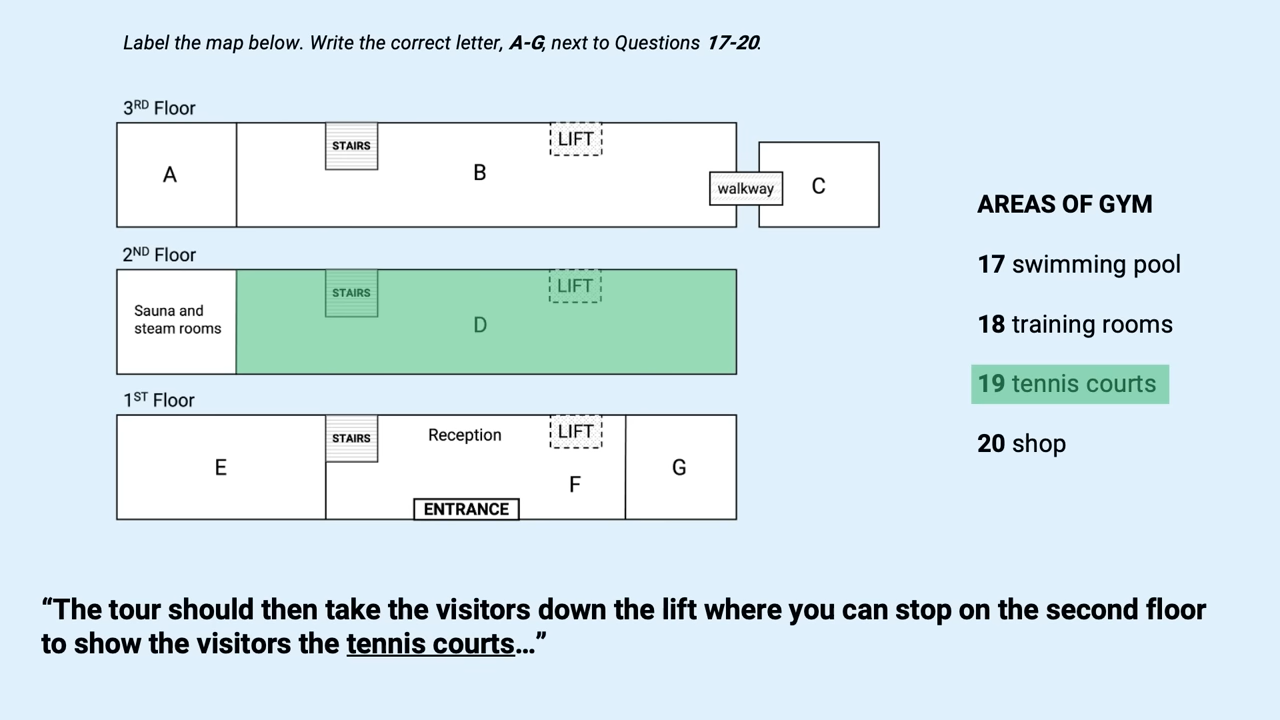 Label the map below. Write the correct letter, A-G, next to Questions 17-20.
3RD Floor
A
STAIRS
B
LIFT
walkway
C
2ND Floor
Sauna and
steam rooms
STAIRS
D
LIFT
1ST Floor
E
STAIRS
Reception
LIFT
F
G
ENTRANCE
AREAS OF GYM
17 swimming pool
18 training rooms
19 tennis courts
20 shop
“The tour should then take the visitors down the lift where you can stop on the second floor
to show the visitors the tennis courts...”